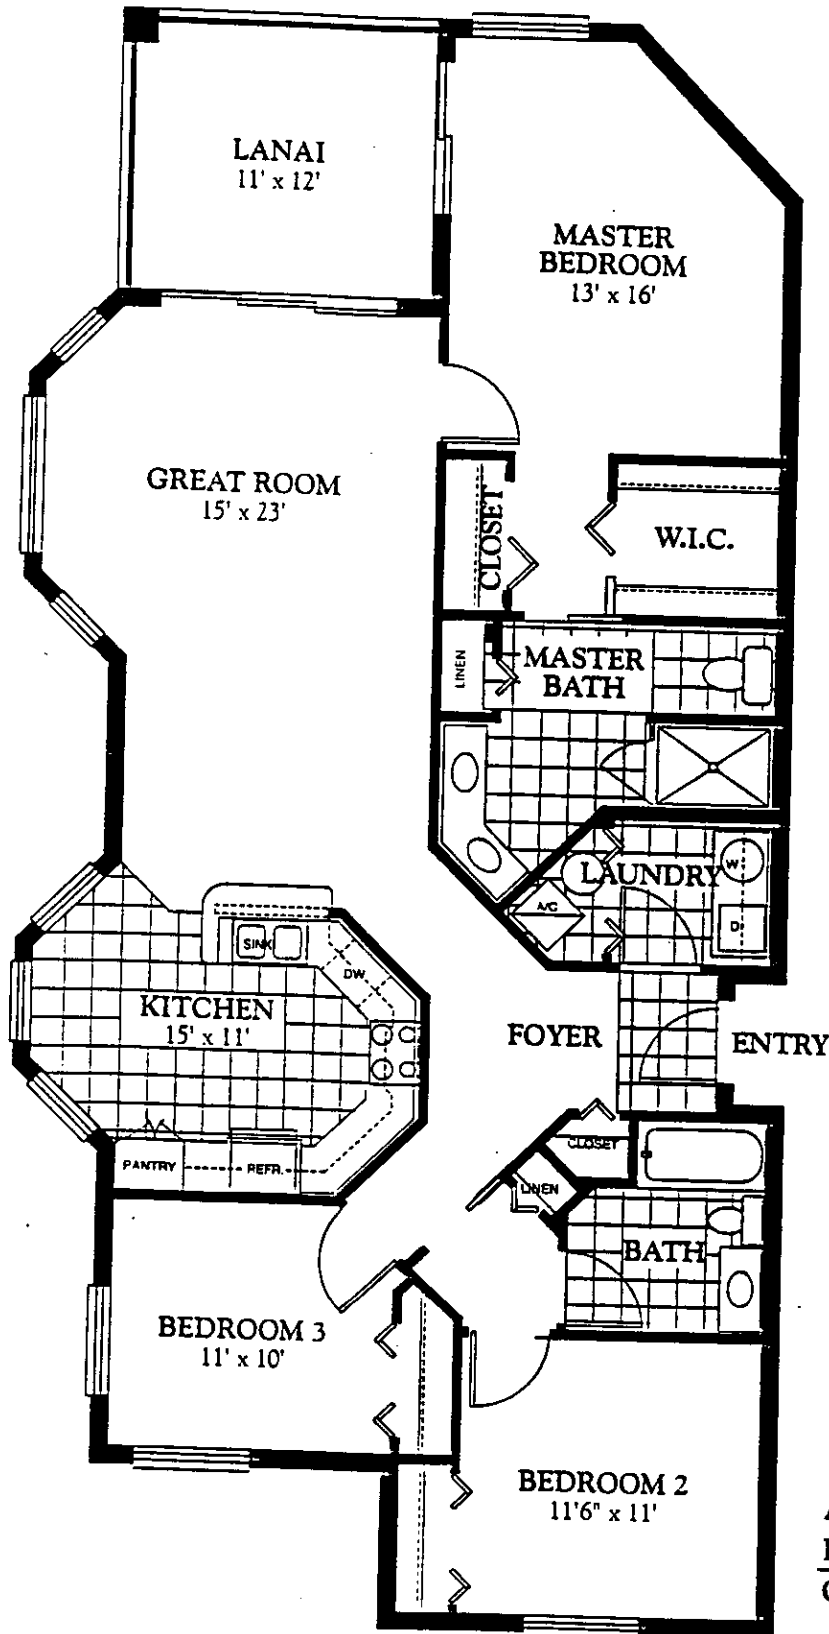 LANAI
11' x 12'
MASTER
BEDROOM
13' x 16'
GREAT ROOM
15' x 23'
CLOSET
W.I.C.
LINEN
MASTER
BATH
LAUNDRY
W
A/C
D
SINK
DW
KITCHEN
15' x 11'
FOYER
ENTRY
PANTRY
REFR.
CLOSET
LINEN
BATH
BEDROOM 3
11' x 10'
BEDROOM 2
11'6" x 11'